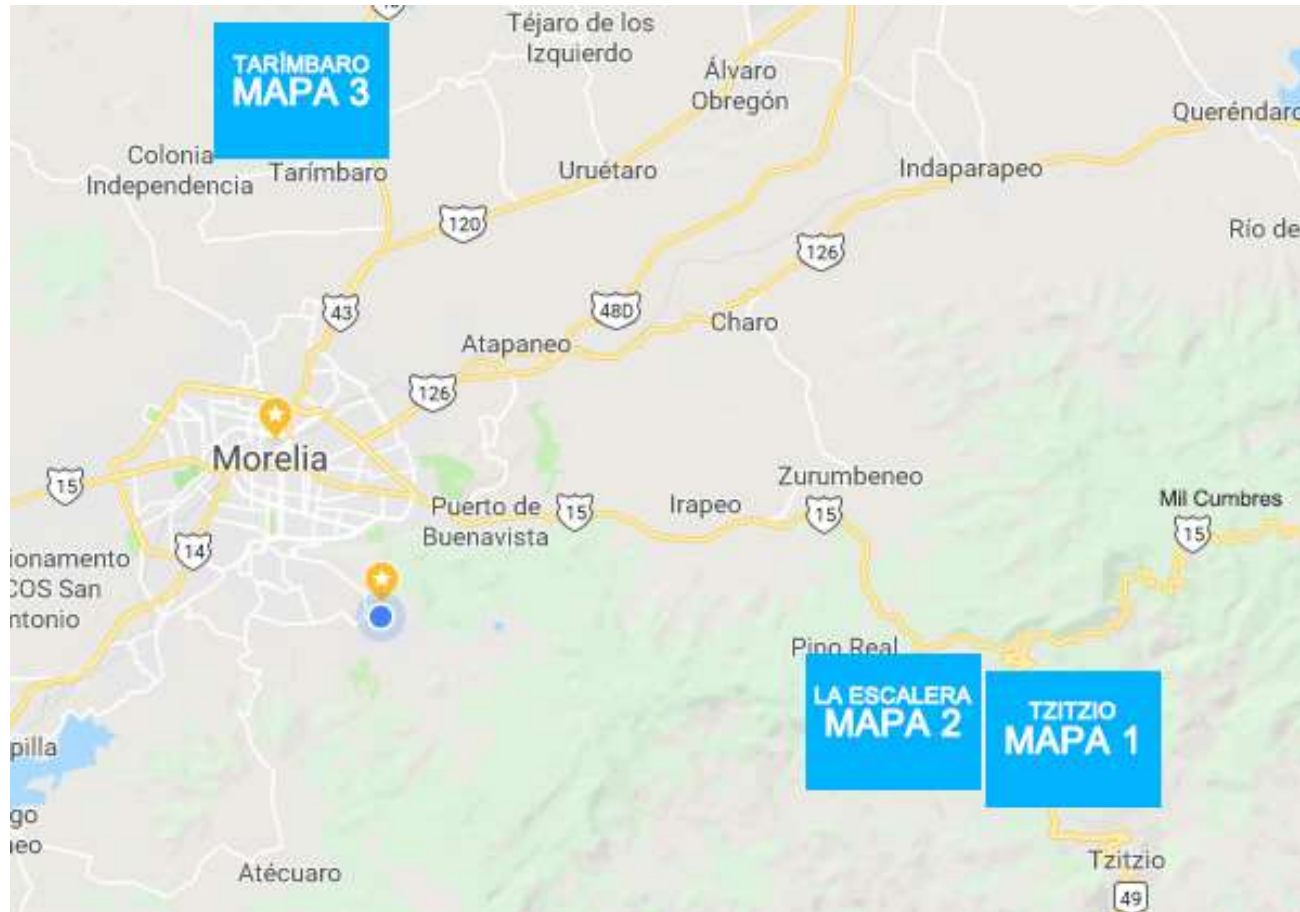 Téjaro de los
Izquierdo
TARÍMBARO
MAPA 3
Álvaro
Obregón
Queréndaro
Colonia
Independencia
Tarímbaro
Uruétaro
Indaparapeo
120
Río de
126
43
48D
Charo
Atapaneo
126
Morelia
15
Zurumbeneo
Puerto de
Buenavista
15
Irapeo
15
Mil Cumbres
15
14
ionamento
COS San
ntonio
Pino Real
LA ESCALERA
MAPA 2
TZITZIO
MAPA 1
pilla
go
neo
Atécuaro
Tzitzio
49